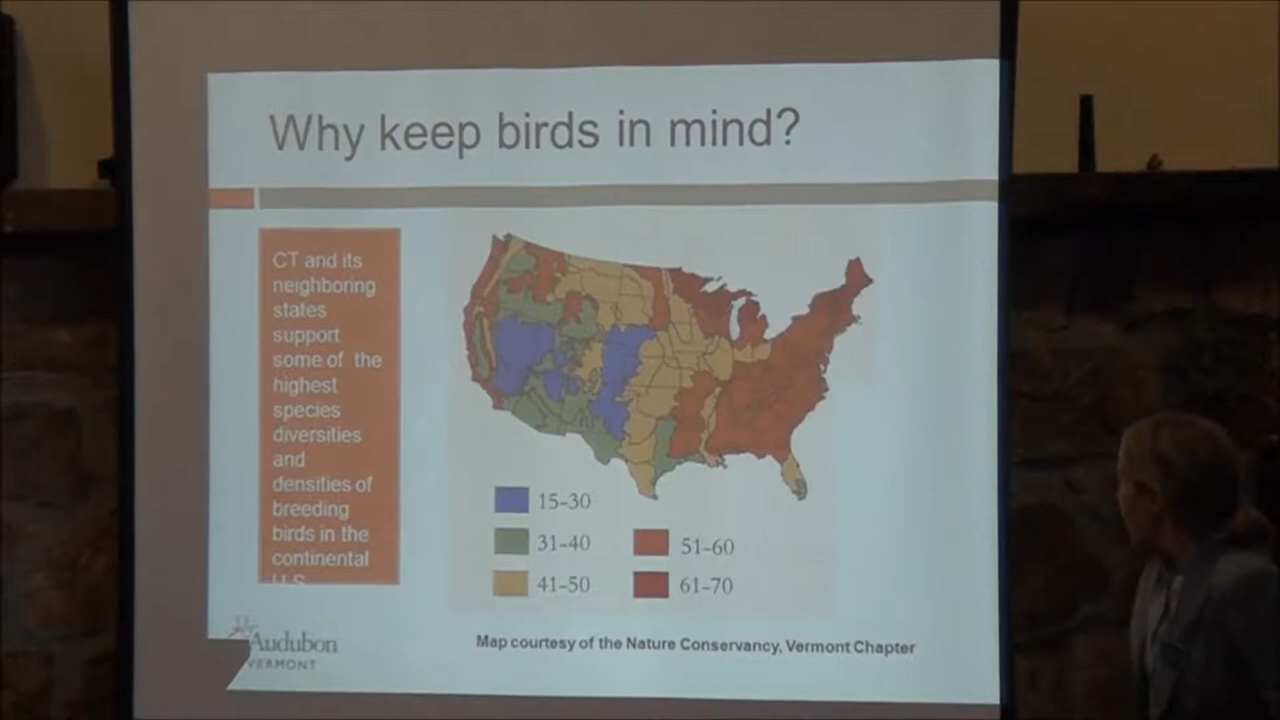 Why keep birds in mind?
CT and its
neighboring
states
support
some of the
highest
species
diversities
and
densities of
breeding
birds in the
continental
U.S.
15–30
31–40
41–50
51–60
61–70
Audubon
VERMONT
Map courtesy of the Nature Conservancy, Vermont Chapter